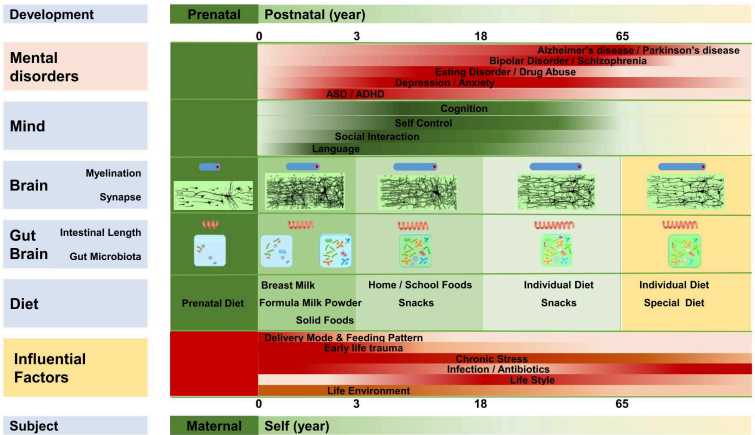 Development
Prenatal
Postnatal (year)
0 3 18 65
Mental
disorders
Alzheimer's disease / Parkinson's disease
Bipolar Disorder / Schizophrenia
Eating Disorder / Drug Abuse
Depression / Anxiety
ASD / ADHD
Mind
Cognition
Self Control
Social Interaction
Language
Brain
Myelination
Synapse
Gut
Brain
Intestinal Length
Gut Microbiota
Diet
Prenatal Diet
Breast Milk
Formula Milk Powder
Solid Foods
Home / School Foods
Snacks
Individual Diet
Snacks
Individual Diet
Special Diet
Influential
Factors
Delivery Mode & Feeding Pattern
Early life trauma
Chronic Stress
Infection / Antibiotics
Life Style
Life Environment
0 3 18 65
Subject
Maternal
Self (year)